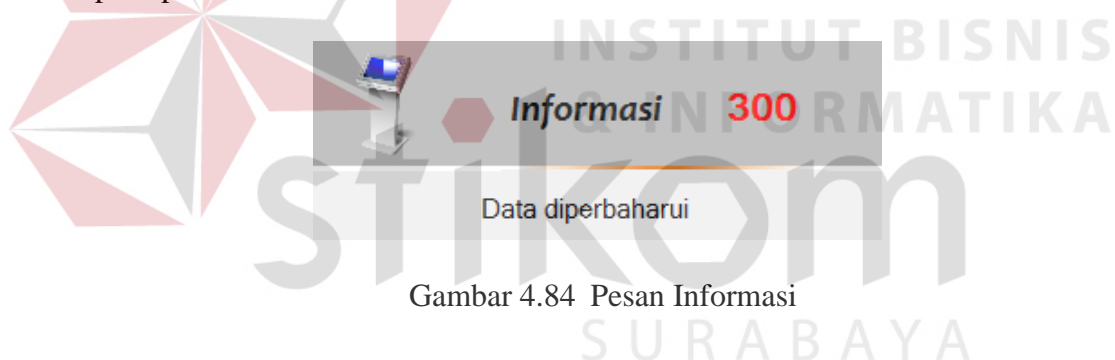 INSTITUT BISNIS
& INFORMATIKA
Informasi 300
stikom
Data diperbaharui
Gambar 4.84 Pesan Informasi
SURABAYA